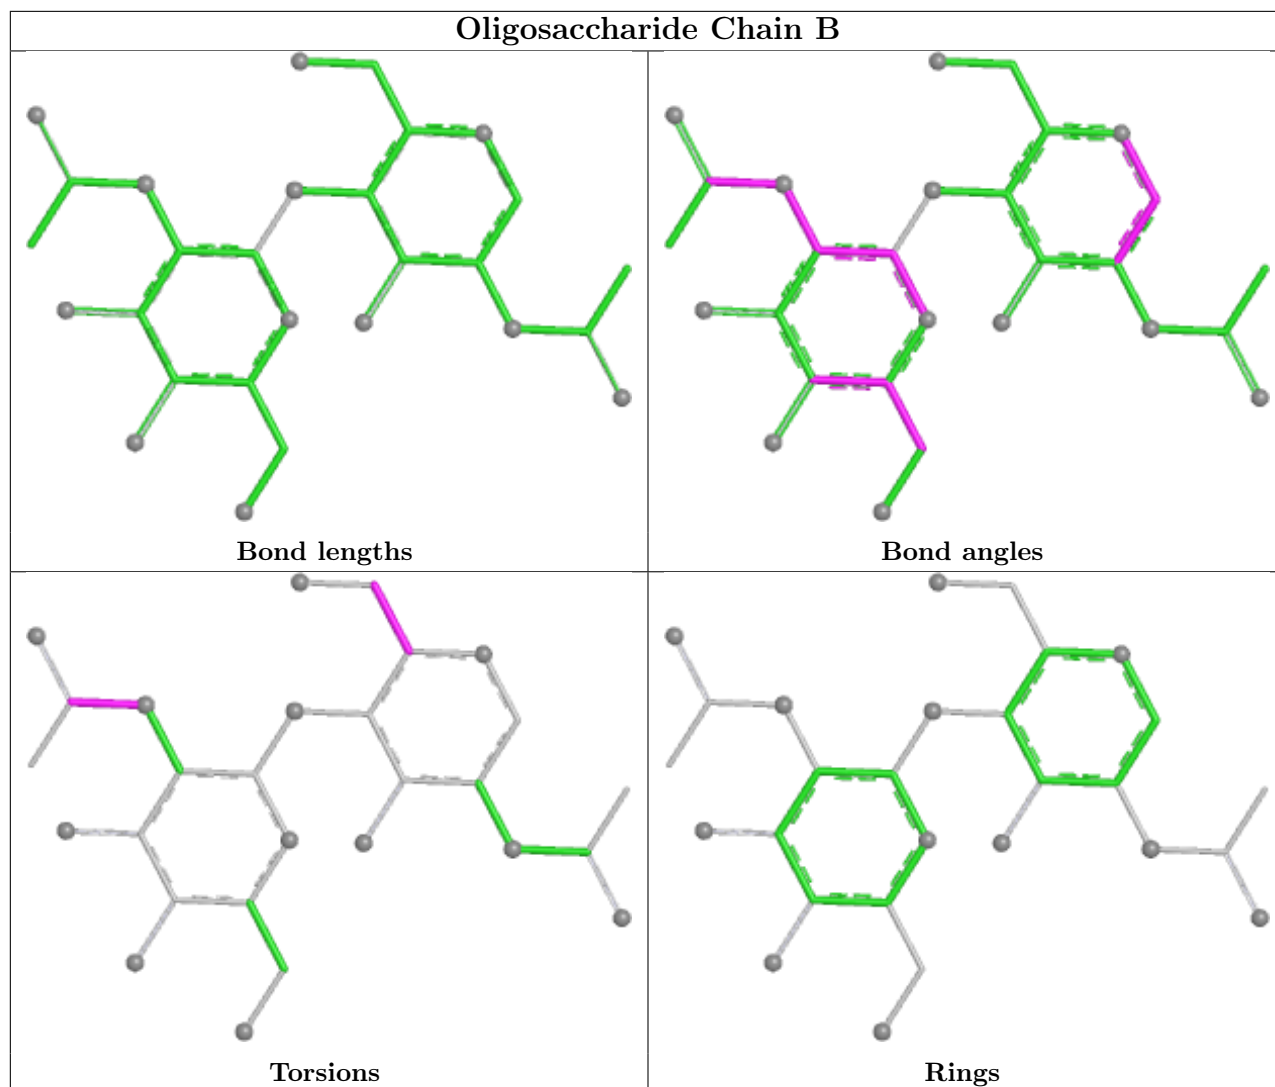 Oligosaccharide Chain B
Bond lengths
Bond angles
Torsions
Rings